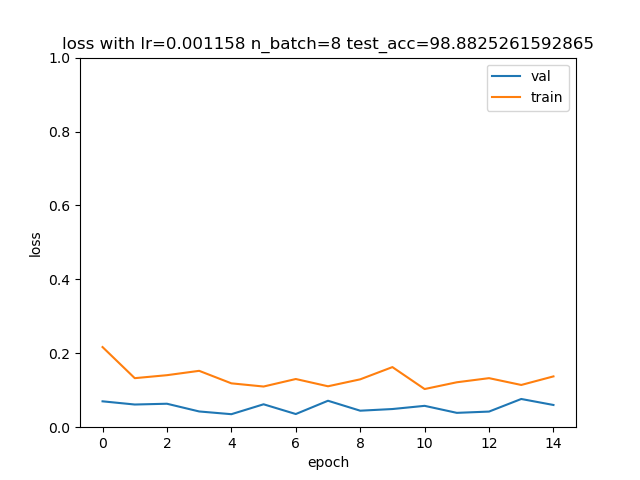 loss with lr=0.001158 n_batch=8 test_acc=98.8825261592865
1.0
val
train
0.8
0.6
loss
0.4
0.2
0.0
0 2 4 6 8 10 12 14
epoch